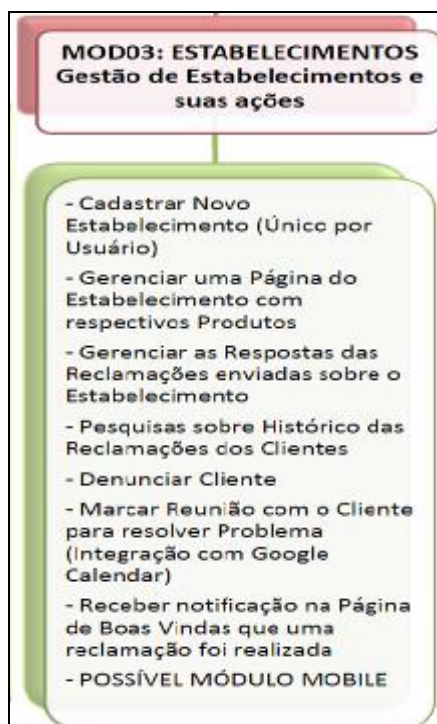 MOD03: ESTABELECIMENTOS
Gestão de Estabelecimentos e
suas ações
- Cadastrar Novo
Estabelecimento (Único por
Usuário)
- Gerenciar uma Página do
Estabelecimento com
respectivos Produtos
- Gerenciar as Respostas das
Reclamações enviadas sobre o
Estabelecimento
- Pesquisas sobre Histórico das
Reclamações dos Clientes
- Denunciar Cliente
- Marcar Reunião com o Cliente
para resolver Problema
(Integração com Google
Calendar)
- Receber notificação na Página
de Boas Vindas que uma
reclamação foi realizada
- POSSÍVEL MÓDULO MOBILE